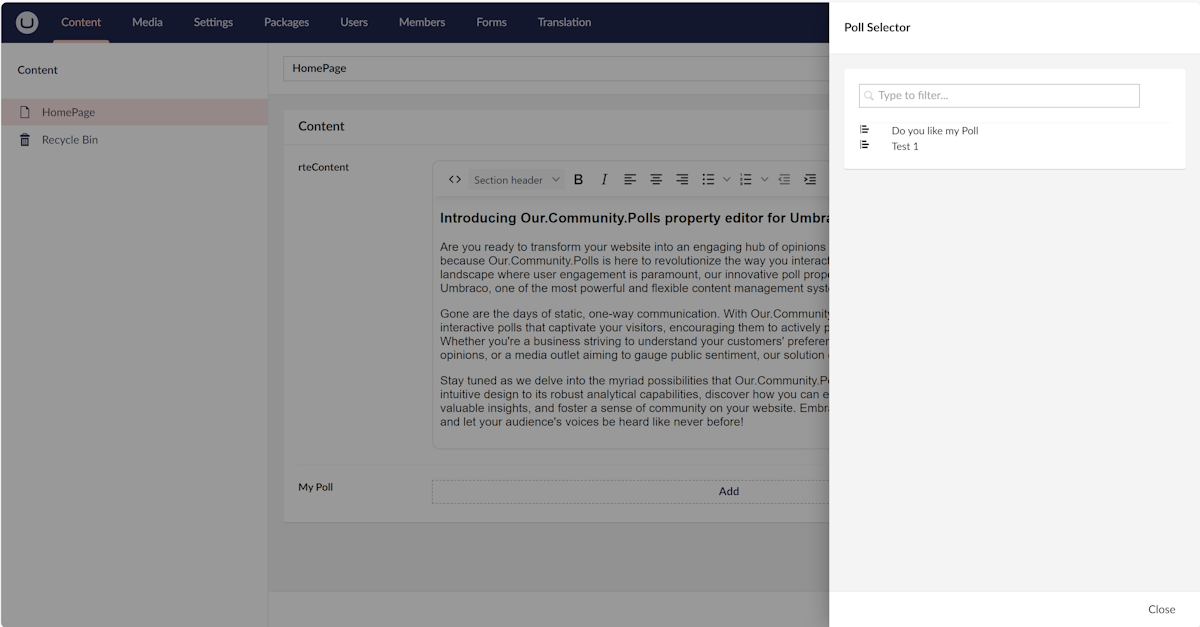 Content Media Settings Packages Users Members Forms Translation
Content
HomePage
Recycle Bin
HomePage
Content
rteContent
Section header
B I
Introducing Our.Community.Polls property editor for
Are you ready to transform your website into an engaging hub of opinions
because Our.Community.Polls is here to revolutionize the way you interact
landscape where user engagement is paramount, our innovative poll
Umbraco, one of the most powerful and flexible content management
Gone are the days of static, one-way communication. With Our.Community
interactive polls that captivate your visitors, encouraging them to actively
Whether you're a business striving to understand your customers'
opinions, or a media outlet aiming to gauge public sentiment, our solution
Stay tuned as we delve into the myriad possibilities that
intuitive design to its robust analytical capabilities, discover how you can
valuable insights, and foster a sense of community on your website.
and let your audience's voices be heard like never before!
My Poll
Add
Poll Selector
Type to filter...
Do you like my Poll
Test 1
Close